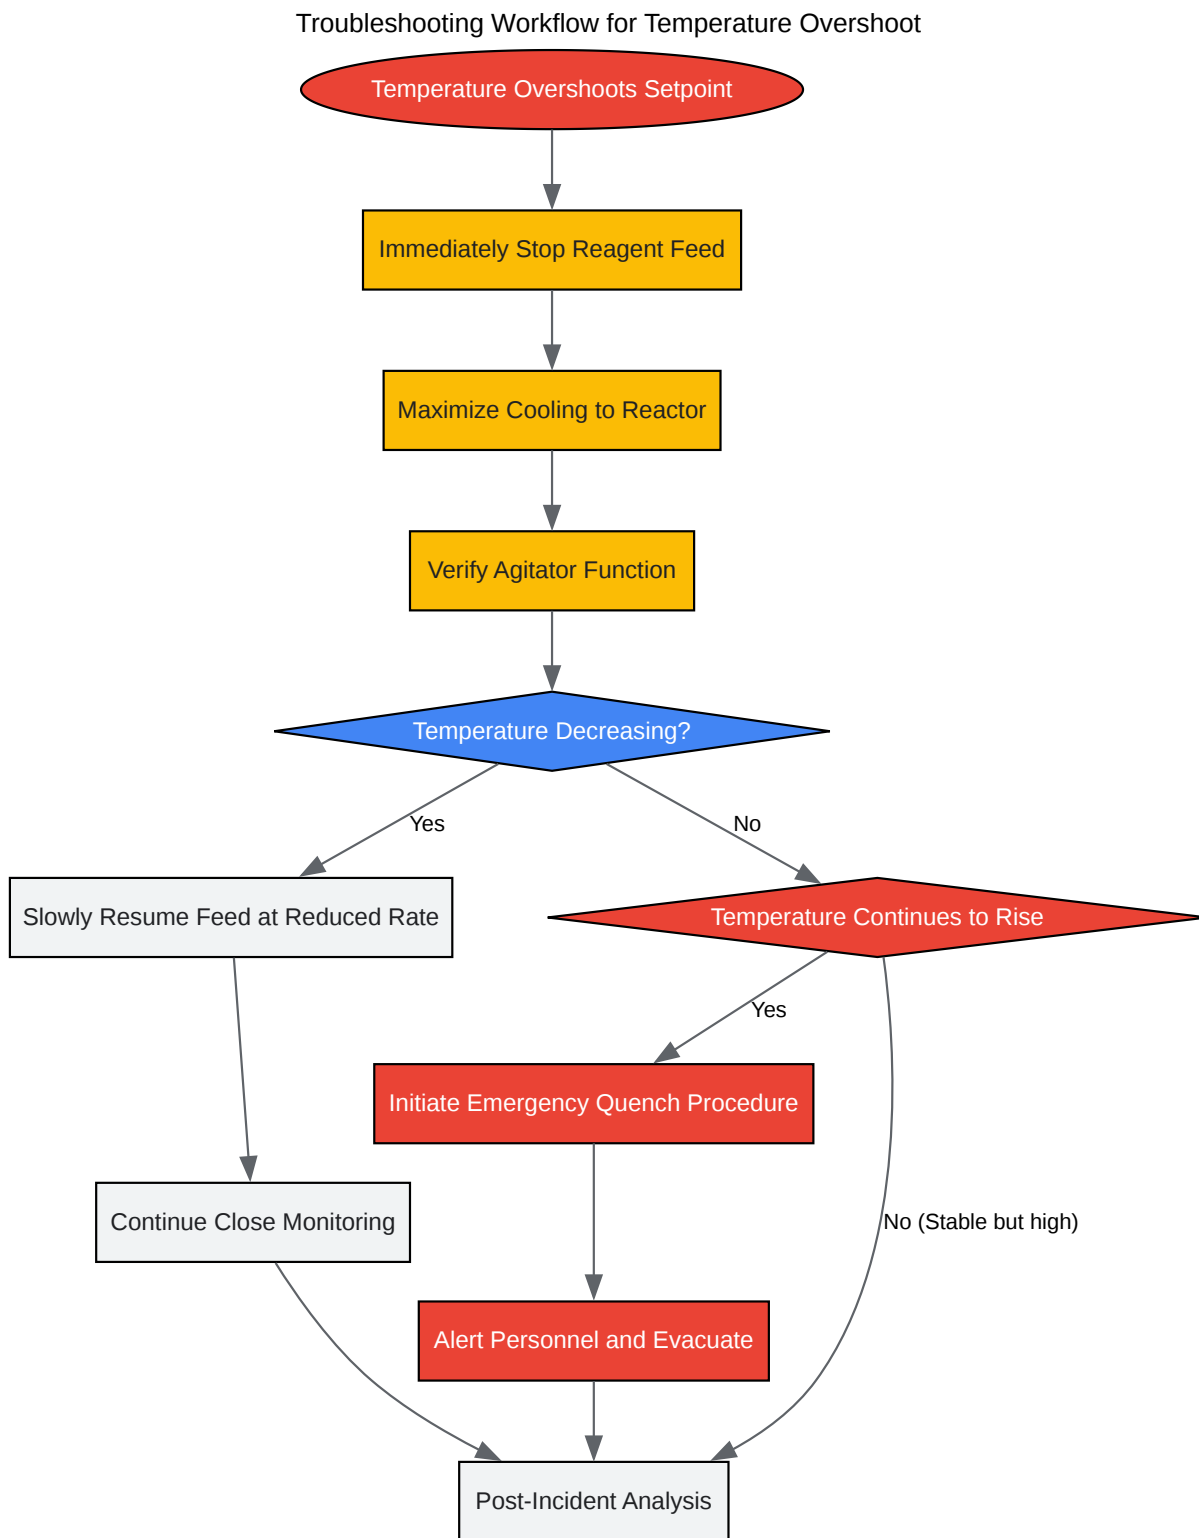 Troubleshooting Workflow for Temperature Overshoot
Temperature Overshoots Setpoint
Immediately Stop Reagent Feed
Maximize Cooling to Reactor
Verify Agitator Function
Temperature Decreasing?
Yes
No
Slowly Resume Feed at Reduced Rate
Temperature Continues to Rise
Yes
Initiate Emergency Quench Procedure
Continue Close Monitoring
No (Stable but high)
Alert Personnel and Evacuate
Post-Incident Analysis